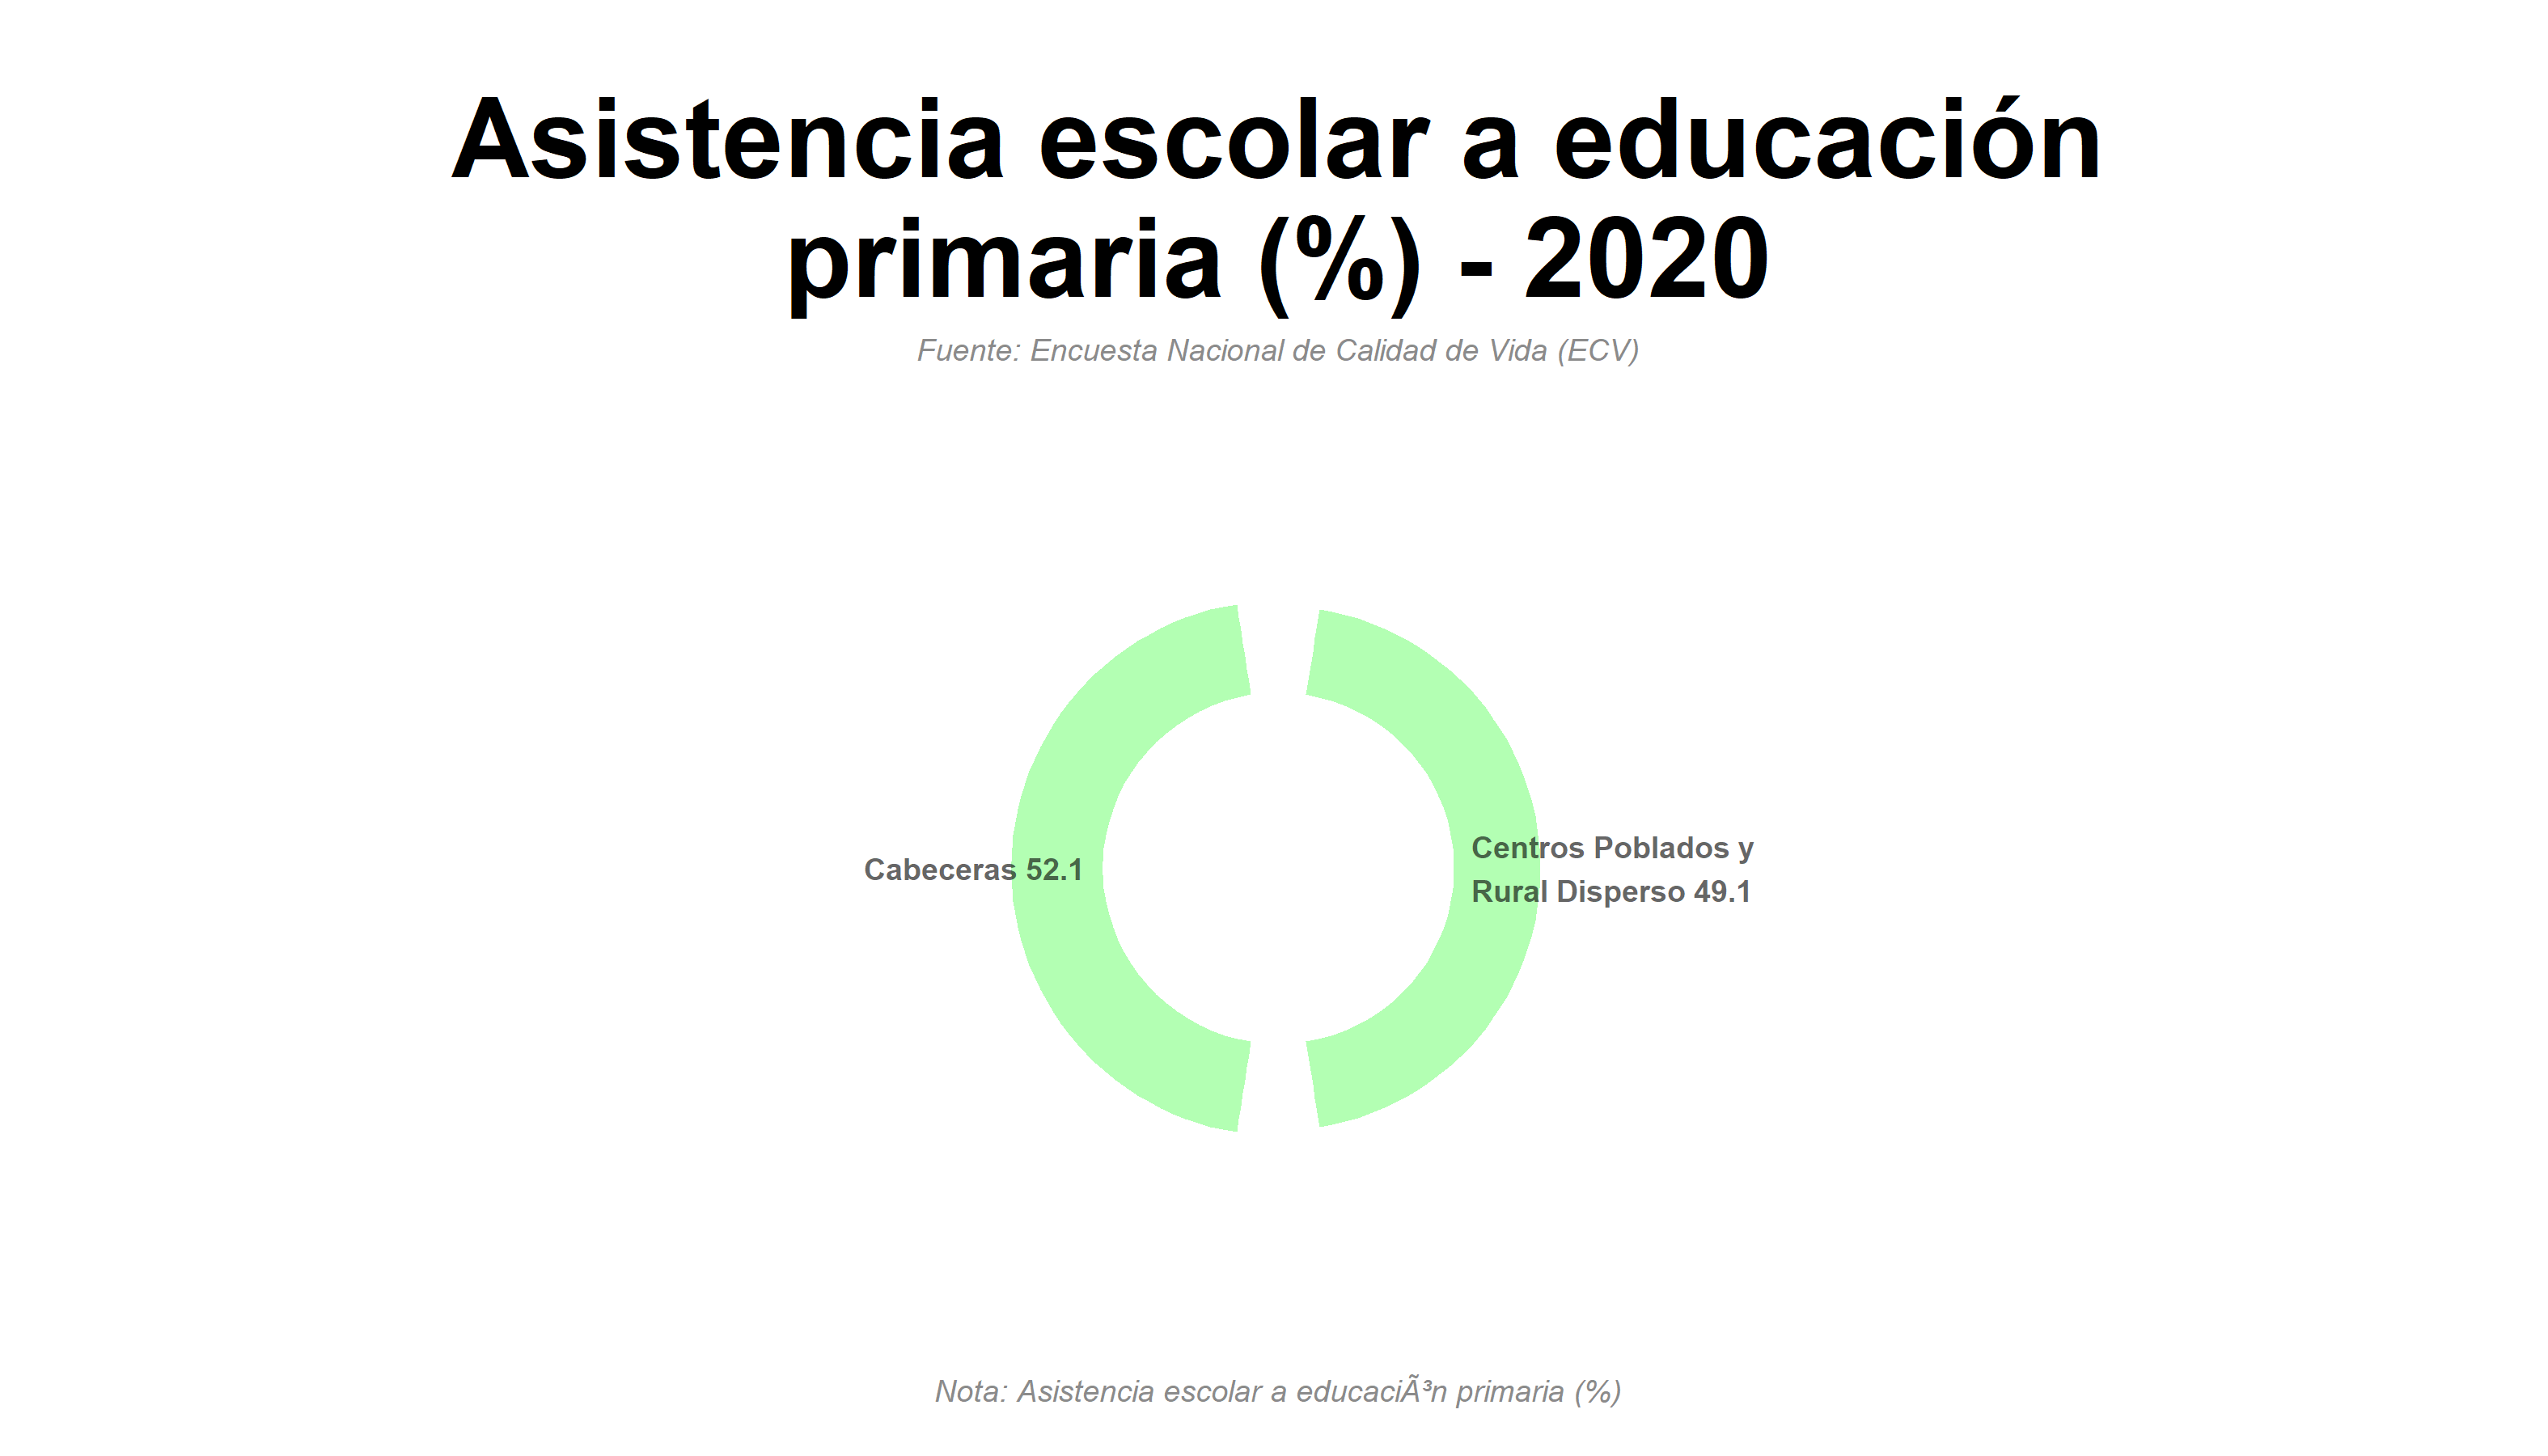 Asistencia escolar a educación
primaria (%) - 2020
Fuente: Encuesta Nacional de Calidad de Vida (ECV)
Cabeceras 52.1
Centros Poblados y
Rural Disperso 49.1
Nota: Asistencia escolar a educaciÃ³n primaria (%)